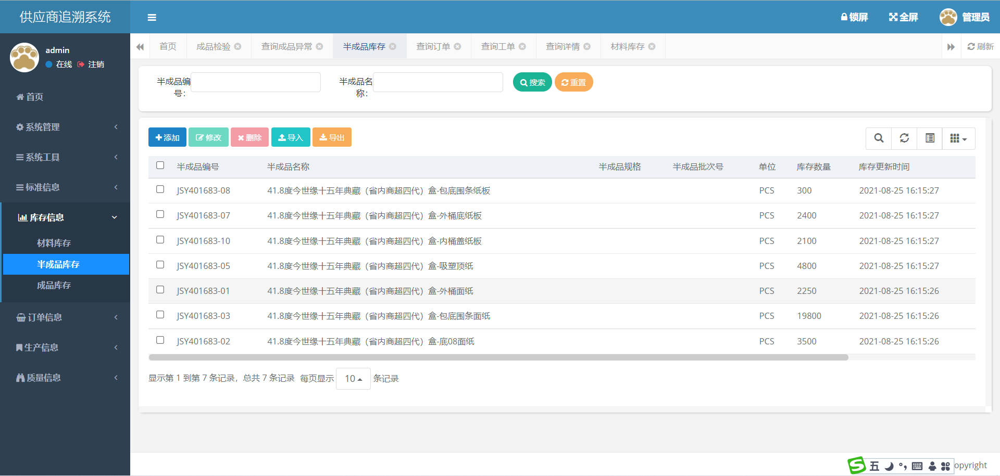 供应商追溯系统
锁屏 全屏 管理员
admin
在线 注销
首页 成品检验 查询成品异常 半成品库存 查询订单 查询工单 查询详情 材料库存 刷新
首页
系统管理
系统工具
标准信息
库存信息
材料库存
半成品库存
成品库存
订单信息
生产信息
质量信息
半成品编号： 半成品名称： 搜索 重置
添加 修改 删除 导入 导出
半成品编号 半成品名称 半成品规格 半成品批次号 单位 库存数量 库存更新时间
JSY401683-08 41.8度今世缘十五年典藏（省内商超四代）盒-包底围条纸板 PCS 300 2021-08-25 16:15:27
JSY401683-07 41.8度今世缘十五年典藏（省内商超四代）盒-外桶底纸板 PCS 2400 2021-08-25 16:15:27
JSY401683-10 41.8度今世缘十五年典藏（省内商超四代）盒-内桶盖纸板 PCS 2100 2021-08-25 16:15:27
JSY401683-05 41.8度今世缘十五年典藏（省内商超四代）盒-吸塑顶纸 PCS 4800 2021-08-25 16:15:27
JSY401683-01 41.8度今世缘十五年典藏（省内商超四代）盒-外桶面纸 PCS 2250 2021-08-25 16:15:26
JSY401683-03 41.8度今世缘十五年典藏（省内商超四代）盒-包底围条面纸 PCS 19800 2021-08-25 16:15:26
JSY401683-02 41.8度今世缘十五年典藏（省内商超四代）盒-底08面纸 PCS 3500 2021-08-25 16:15:26
显示第 1 到第 7 条记录，总共 7 条记录 每页显示 10 条记录
五 opyright